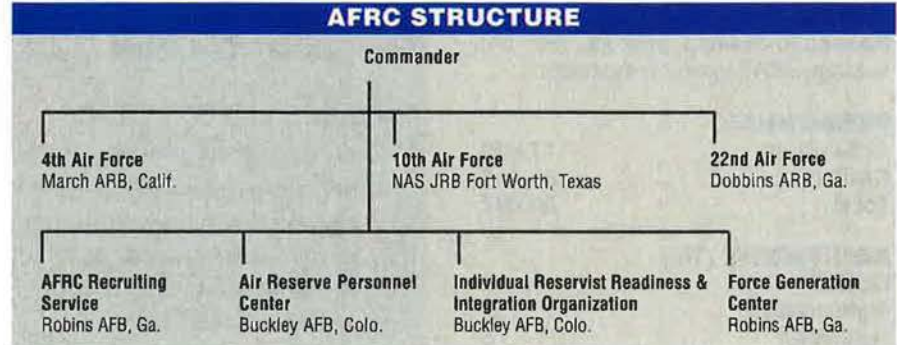 AFRC STRUCTURE
Commander
4th Air Force
March ARB, Calif.
10th Air Force
NAS JRB Fort Worth, Texas
22nd Air Force
Dobbins ARB, Ga.
AFRC Recruiting
Service
Robins AFB, Ga.
Air Reserve Personnel
Center
Buckley AFB, Colo.
Individual Reservist Readiness &
Integration Organization
Buckley AFB, Colo.
Force Generation
Center
Robins AFB, Ga.